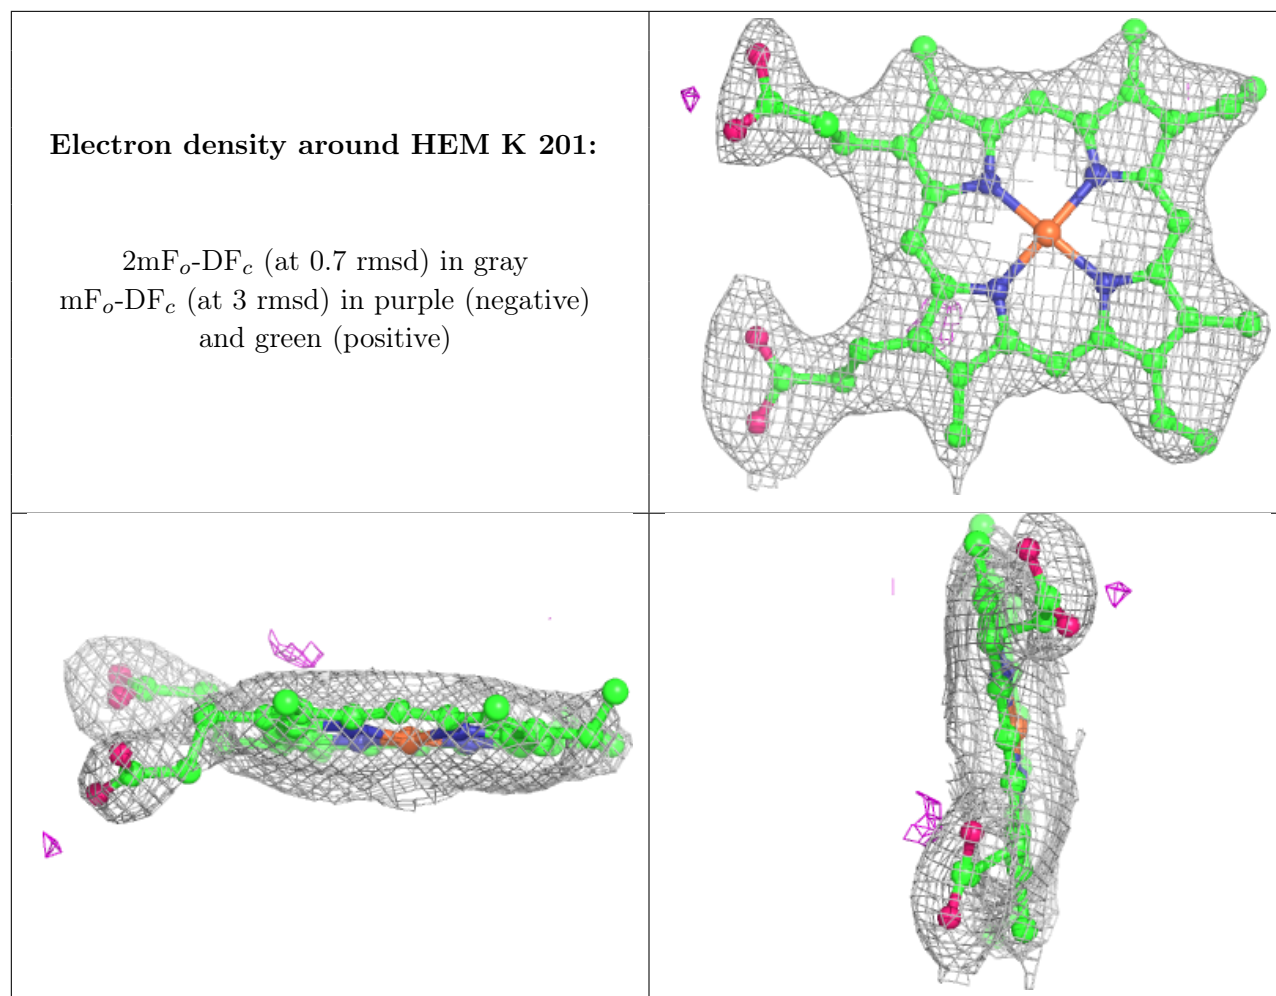 Electron density around HEM K 201:
2mFo-DFc (at 0.7 rmsd) in gray
mFo-DFc (at 3 rmsd) in purple (negative)
and green (positive)